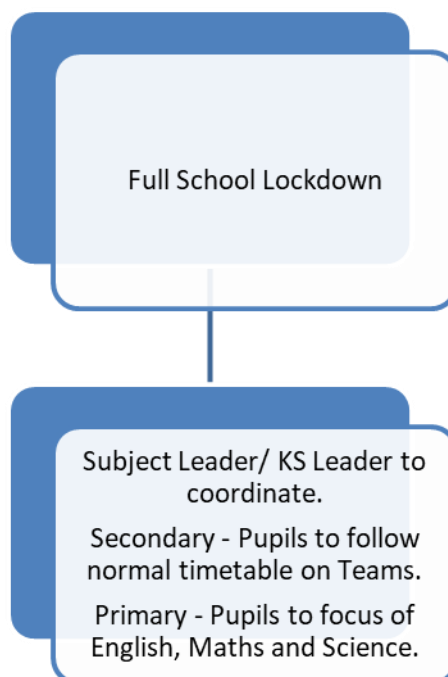 Full School Lockdown
Subject Leader/ KS Leader to
coordinate.
Secondary - Pupils to follow
normal timetable on Teams.
Primary - Pupils to focus of
English, Maths and Science.